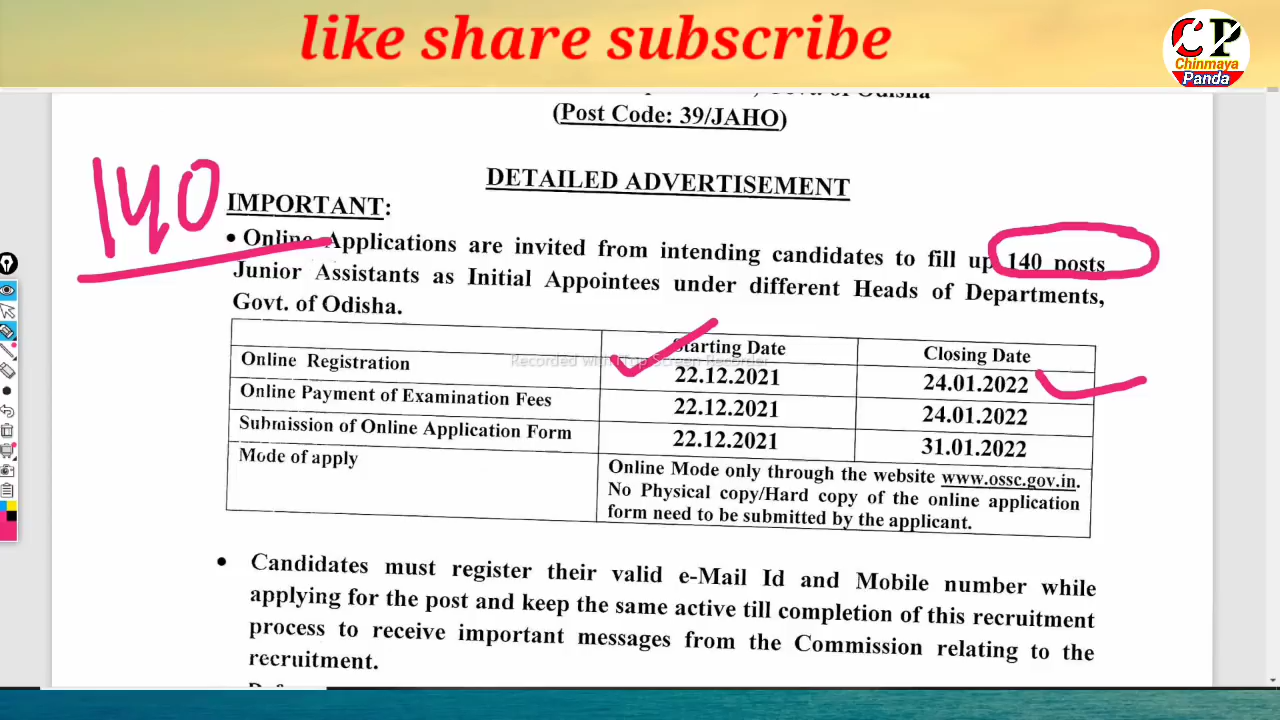 like share subscribe
CP
Chinmaya
Panda
Govt. of Odisha
(Post Code: 39/JAHO)
140
DETAILED ADVERTISEMENT
IMPORTANT:
• Online Applications are invited from intending candidates to fill up 140 posts
Junior Assistants as Initial Appointees under different Heads of Departments,
Govt. of Odisha.
Starting Date Closing Date
Online Registration 22.12.2021 24.01.2022
Online Payment of Examination Fees 22.12.2021 24.01.2022
Submission of Online Application Form 22.12.2021 31.01.2022
Mode of apply Online Mode only through the website www.ossc.gov.in.
No Physical copy/Hard copy of the online application
form need to be submitted by the applicant.
• Candidates must register their valid e-Mail Id and Mobile number while
applying for the post and keep the same active till completion of this recruitment
process to receive important messages from the Commission relating to the
recruitment.